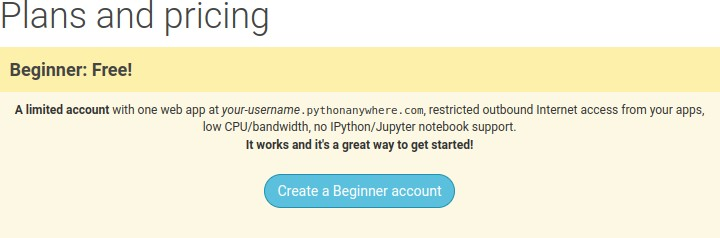 Plans and pricing
Beginner: Free!
A limited account with one web app at your-username.pythonanywhere.com, restricted outbound Internet access from your apps,
low CPU/bandwidth, no IPython/Jupyter notebook support.
It works and it's a great way to get started!
Create a Beginner account